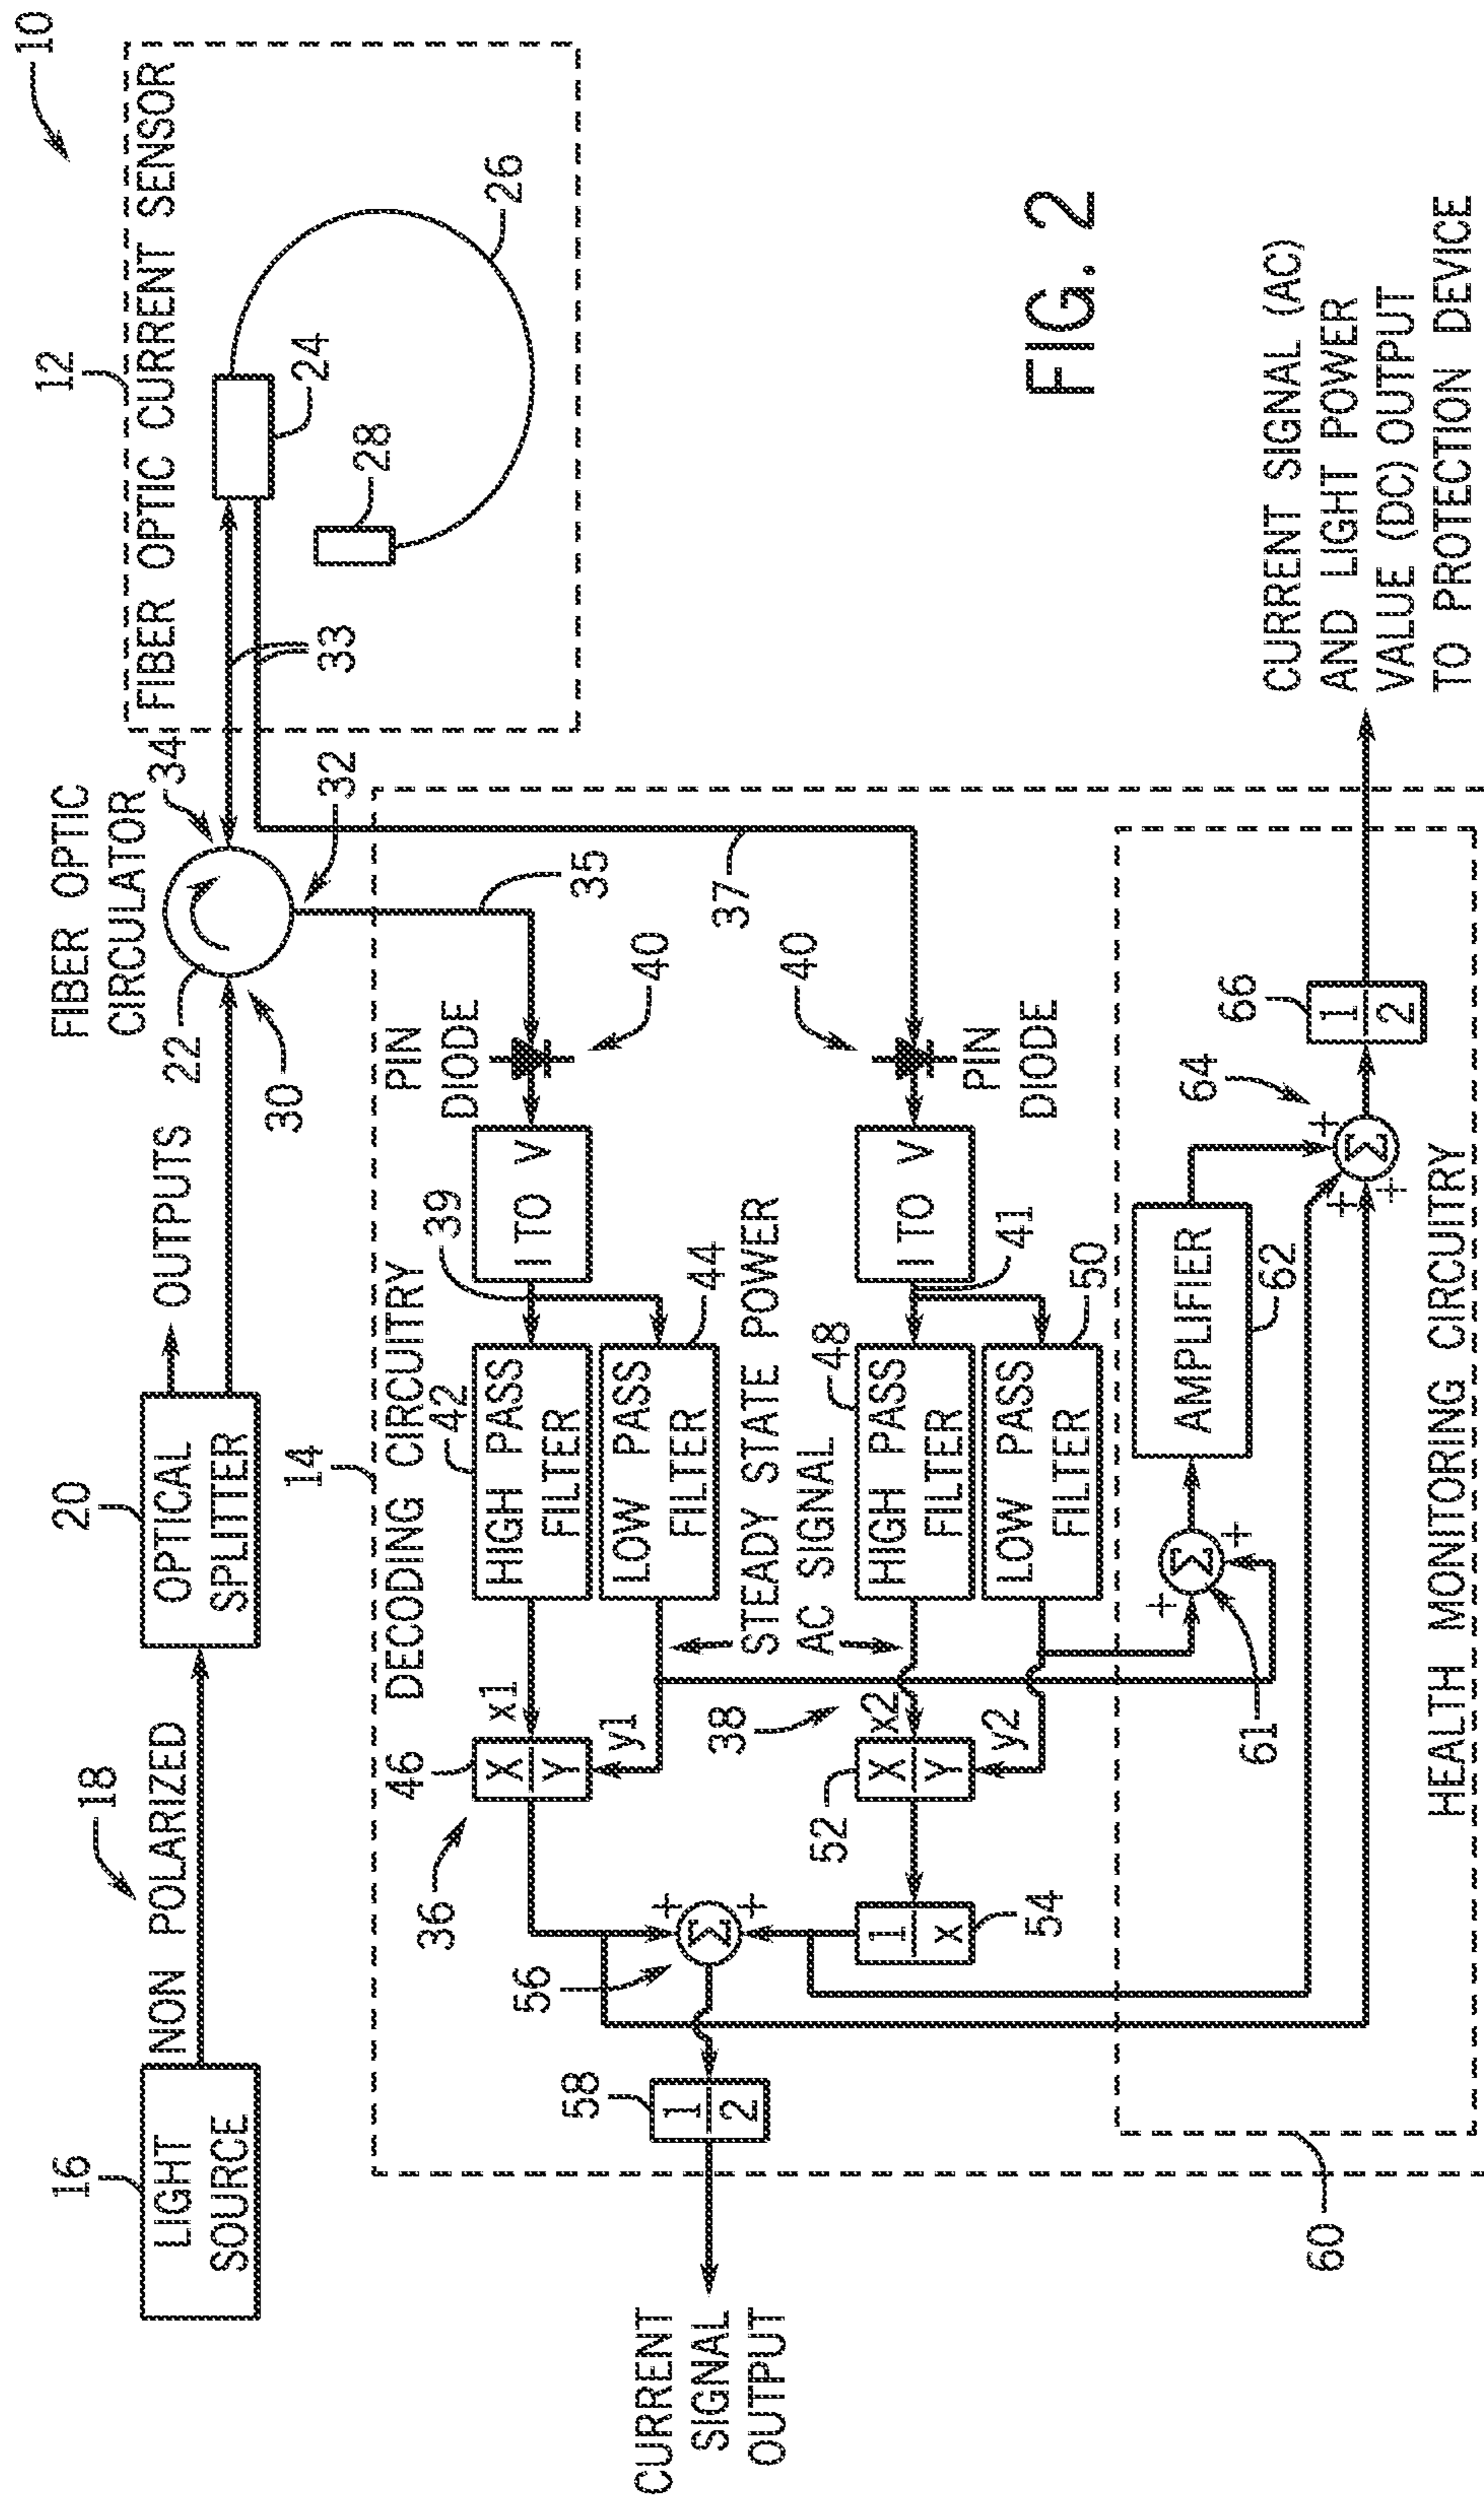 10
12
FIBER OPTIC CURRENT SENSOR
24
26
28
33
34
FIBER OPTIC
CIRCULATOR
22
30
32
OUTPUTS
20
OPTICAL
SPLITTER
18
NON POLARIZED
16
LIGHT
SOURCE
14
DECODING CIRCUITRY
35
37
PIN
DIODE
40
40
PIN
DIODE
I TO V
39
I TO V
41
42
HIGH PASS
FILTER
44
LOW PASS
FILTER
STEADY STATE POWER
AC SIGNAL
48
HIGH PASS
FILTER
50
LOW PASS
FILTER
x1
y1
46
X
Y
36
38
x2
y2
52
X
Y
54
1
x
56
Σ
+
+
58
1
2
CURRENT
SIGNAL
OUTPUT
60
HEALTH MONITORING CIRCUITRY
61
Σ
+
+
AMPLIFIER
62
64
Σ
+
+
+
66
1
2
CURRENT SIGNAL (AC)
AND LIGHT POWER
VALUE (DC) OUTPUT
TO PROTECTION DEVICE
FIG. 2